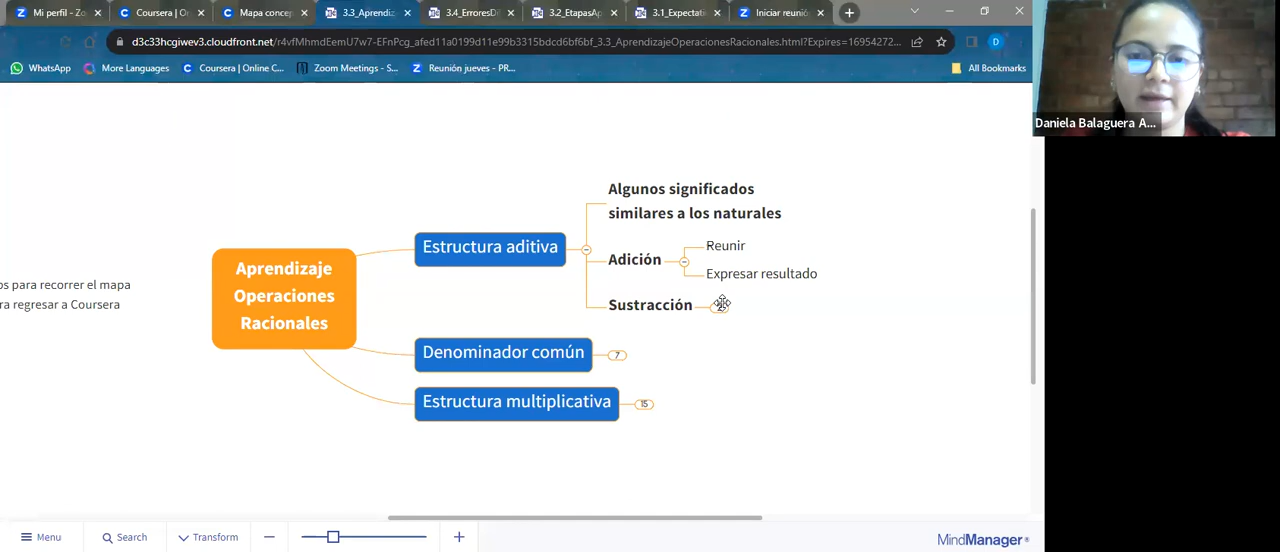 Mi perfil - Zo
Coursera | On
Mapa concep
3.3_Aprendiz
3.4_ErroresDi
3.2_EtapasAp
3.1_Expectati
Iniciar reunió
d3c33hcgiwev3.cloudfront.net/r4vfMhmdEemU7w7-EFnPcg_afed11a0199d11e99b3315bdcd6bf6bf_3.3_AprendizajeOperacionesRacionales.html?Expires=16954272...
D
WhatsApp
More Languages
Coursera | Online C...
Zoom Meetings - S...
Reunión jueves - PR...
All Bookmarks
Daniela Balaguera A...
Algunos significados
similares a los naturales
Estructura aditiva
Adición
Reunir
Expresar resultado
Sustracción
Aprendizaje
Operaciones
Racionales
os para recorrer el mapa
ra regresar a Coursera
Denominador común
7
Estructura multiplicativa
15
Menu
Search
Transform
MindManager®